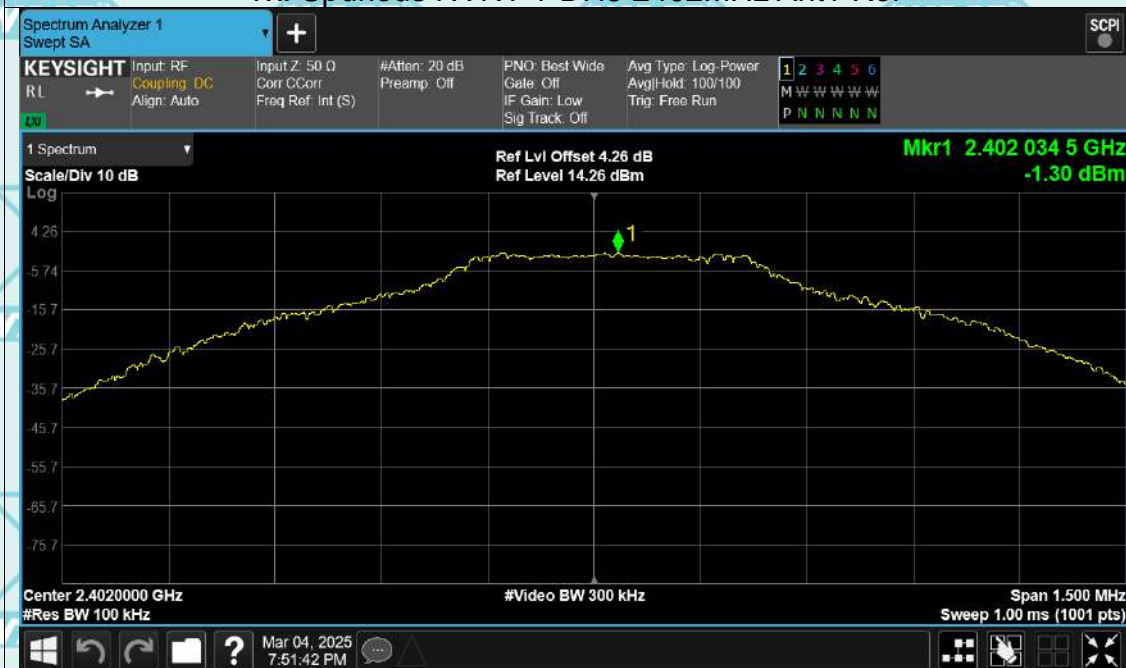 Spectrum Analyzer 1
Swept SA
+
SCPI
KEYSIGHT
RL
LXI
Input: RF
Coupling: DC
Align: Auto
Input Z: 50 Ω
Corr CCorr
Freq Ref: Int (S)
#Atten: 20 dB
Preamp: Off
PNO: Best Wide
Gate: Off
IF Gain: Low
Sig Track: Off
Avg Type: Log-Power
Avg|Hold: 100/100
Trig: Free Run
1 2 3 4 5 6
M W W W W W
P N N N N N
1 Spectrum
Scale/Div 10 dB
Log
Ref Lvl Offset 4.26 dB
Ref Level 14.26 dBm
Mkr1 2.402 034 5 GHz
-1.30 dBm
1
4.26
-5.74
-15.7
-25.7
-35.7
-45.7
-55.7
-65.7
-75.7
Center 2.4020000 GHz
#Res BW 100 kHz
#Video BW 300 kHz
Span 1.500 MHz
Sweep 1.00 ms (1001 pts)
?
Mar 04, 2025
7:51:42 PM